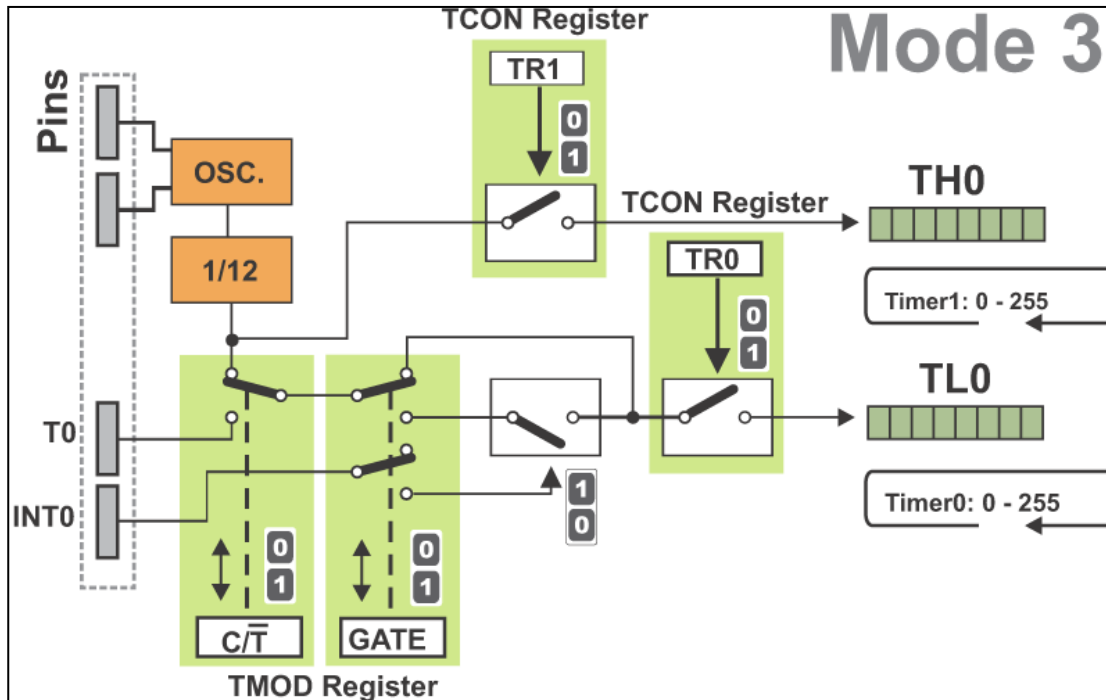 TCON Register
Mode 3
Pins
TR1
0
1
OSC.
TH0
TCON Register
TR0
1/12
Timer1: 0 - 255
0
1
TL0
T0
INT0
1
0
Timer0: 0 - 255
0
1
0
1
C/T̅
GATE
TMOD Register